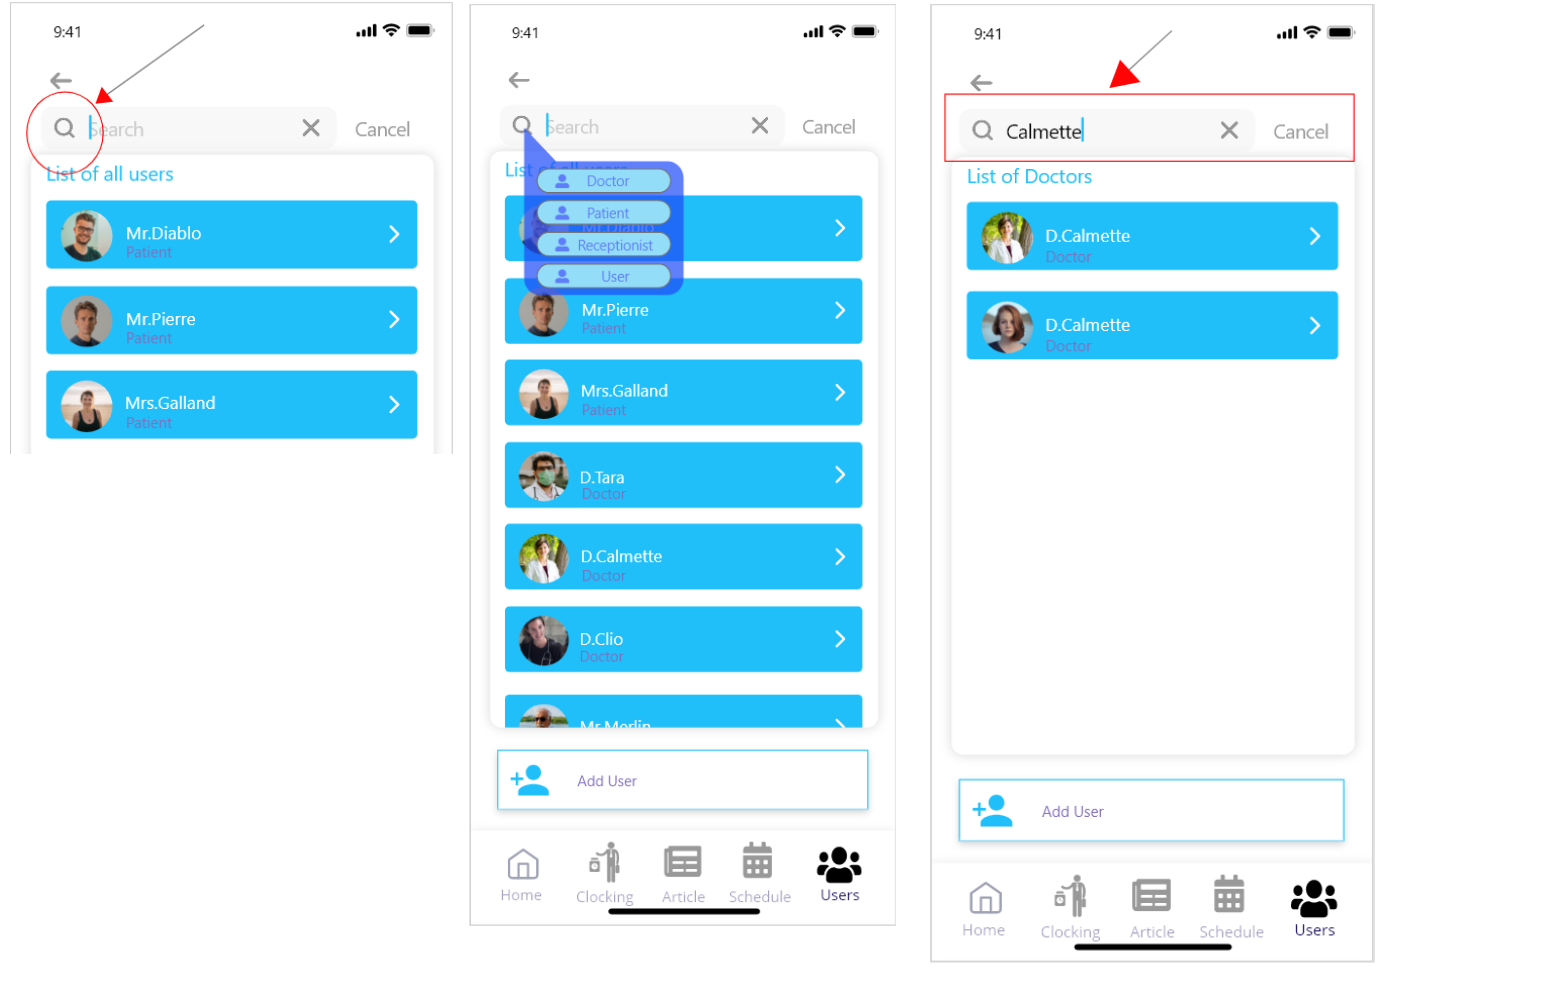 9:41
Search
Cancel
List of all users
Mr.Diablo
Patient
Mr.Pierre
Patient
Mrs.Galland
Patient
9:41
Search
Cancel
List of all users
Doctor
Patient
Mr.Diablo
Receptionist
User
Mr.Pierre
Patient
Mrs.Galland
Patient
D.Tara
Doctor
D.Calmette
Doctor
D.Clio
Doctor
Mr.Merlin
Add User
Home
Clocking
Article
Schedule
Users
9:41
Calmette
Cancel
List of Doctors
D.Calmette
Doctor
D.Calmette
Doctor
Add User
Home
Clocking
Article
Schedule
Users